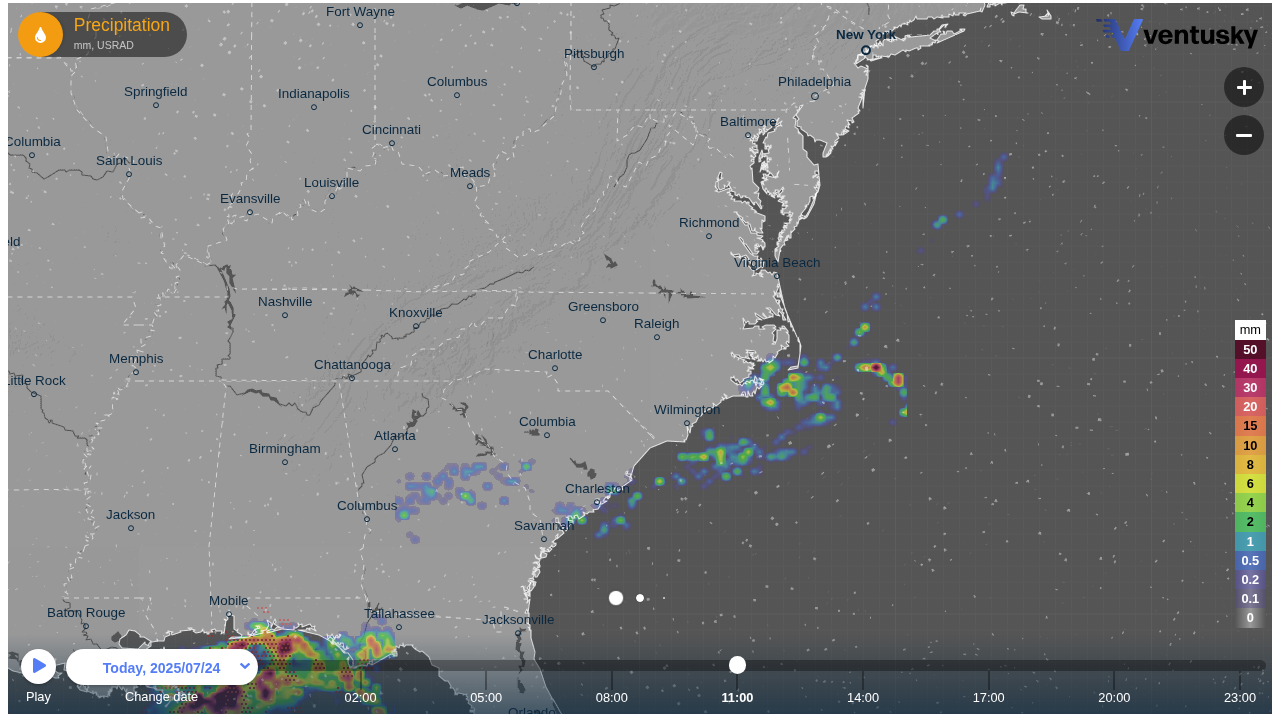 Precipitation
mm, USRAD
ventusky
Fort Wayne
New York
Pittsburgh
Columbus
Philadelphia
Springfield
Indianapolis
Baltimore
Cincinnati
Columbia
Saint Louis
Meads
Louisville
Evansville
Richmond
eld
Virginia Beach
Nashville
Knoxville
Greensboro
Raleigh
Memphis
Chattanooga
Charlotte
Little Rock
Wilmington
Columbia
Atlanta
Birmingham
Charleston
Columbus
Jackson
Savannah
Mobile
Baton Rouge
Tallahassee
Jacksonville
Orlando
mm
50
40
30
20
15
10
8
6
4
2
1
0.5
0.2
0.1
0
Today, 2025/07/24
Play
Change date
02:00
05:00
08:00
11:00
14:00
17:00
20:00
23:00